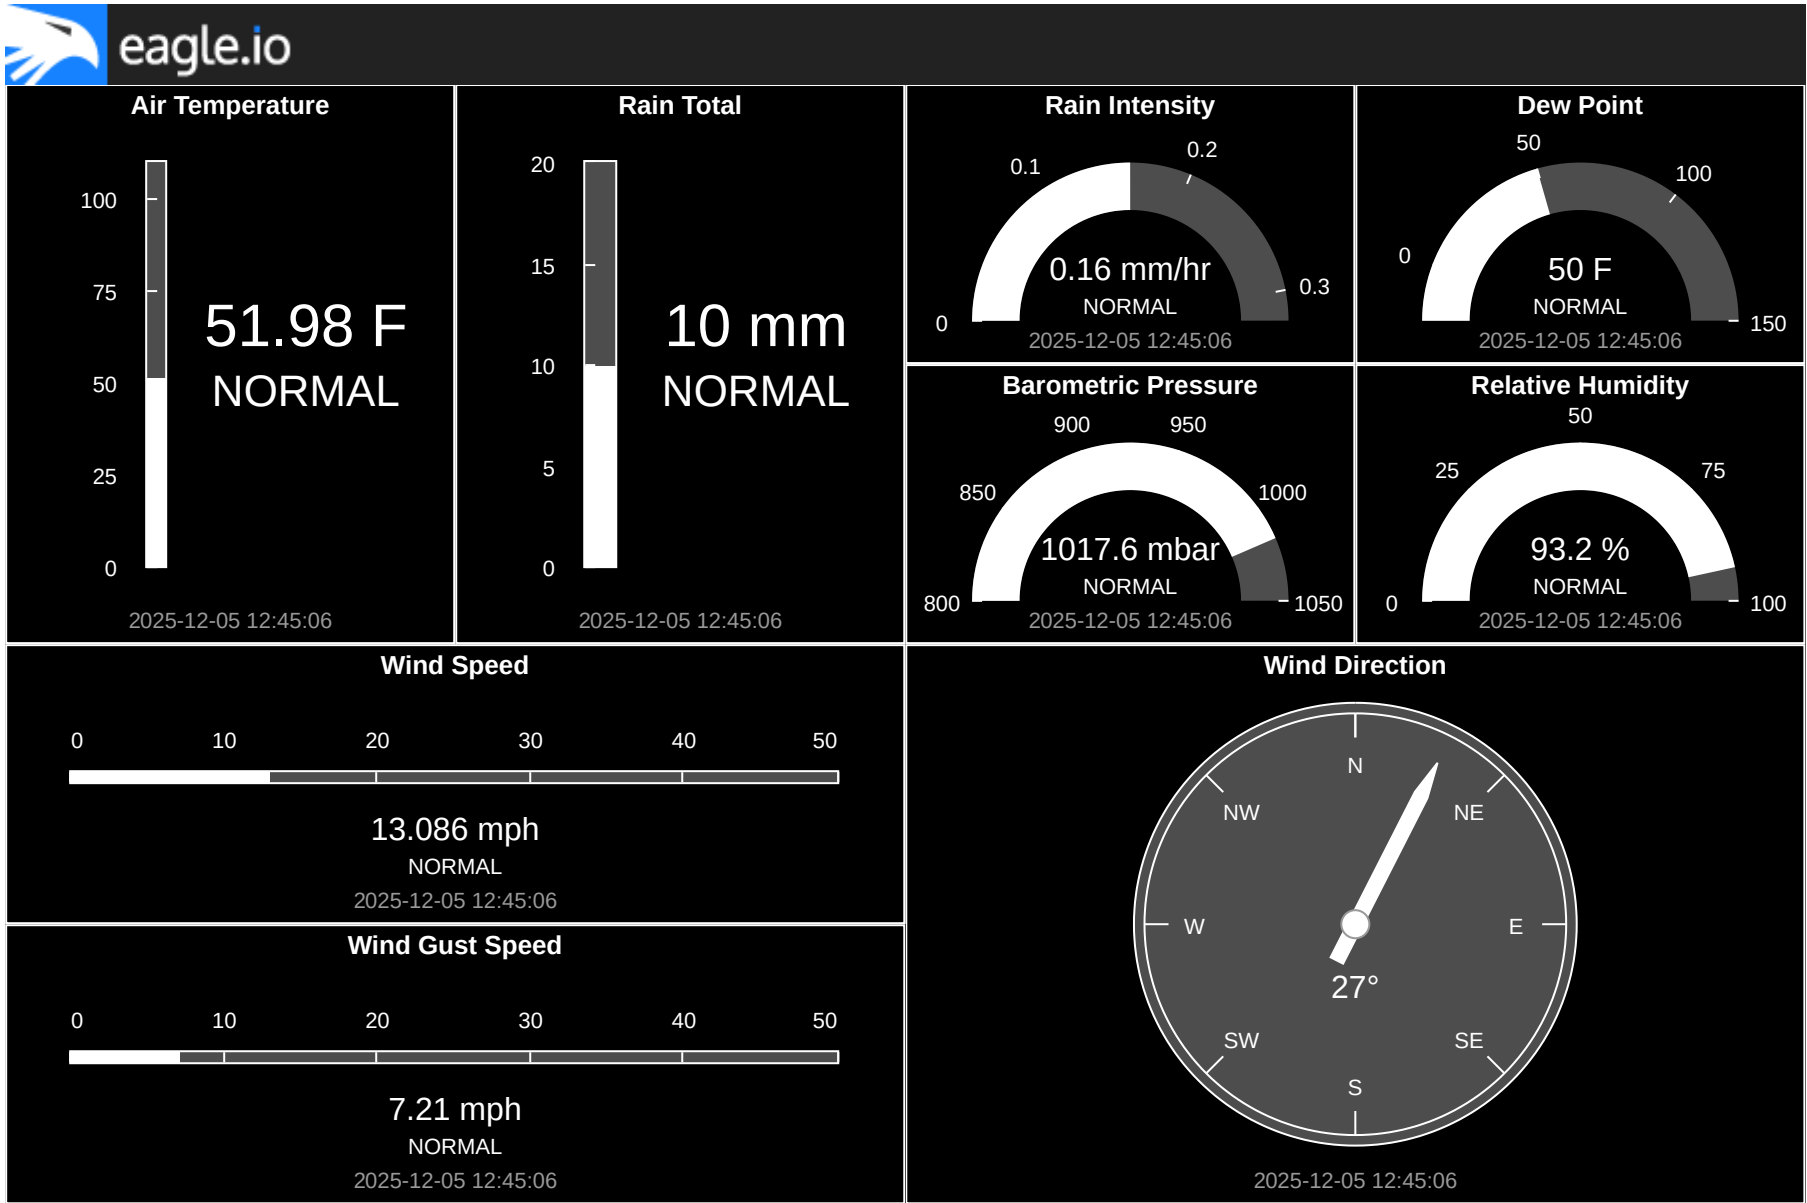 eagle.io
Air Temperature
100
75
50
25
0
51.98 F
NORMAL
2025-12-05 12:45:06
Rain Total
20
15
10
5
0
10 mm
NORMAL
2025-12-05 12:45:06
Rain Intensity
0
0.1
0.2
0.3
0.16 mm/hr
NORMAL
2025-12-05 12:45:06
Dew Point
0
50
100
150
50 F
NORMAL
2025-12-05 12:45:06
Barometric Pressure
800
850
900
950
1000
1050
1017.6 mbar
NORMAL
2025-12-05 12:45:06
Relative Humidity
0
25
50
75
100
93.2 %
NORMAL
2025-12-05 12:45:06
Wind Speed
0 10 20 30 40 50
13.086 mph
NORMAL
2025-12-05 12:45:06
Wind Gust Speed
0 10 20 30 40 50
7.21 mph
NORMAL
2025-12-05 12:45:06
Wind Direction
N
NW NE
W E
27°
SW SE
S
2025-12-05 12:45:06